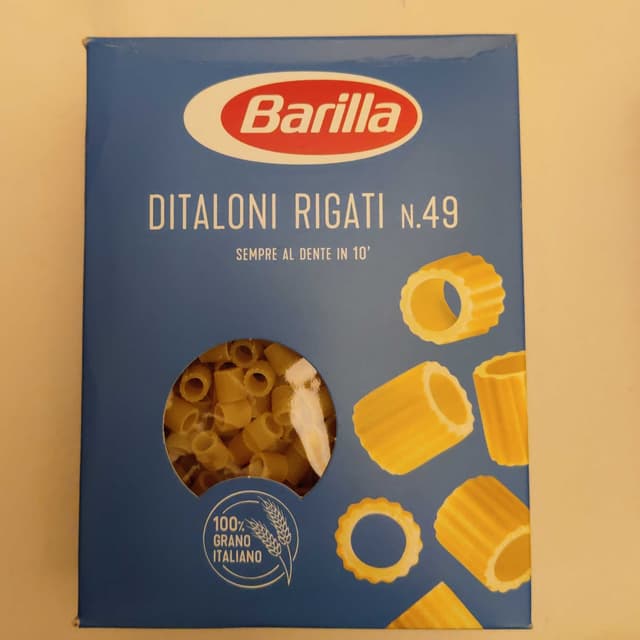 Barilla
DITALONI RIGATI N.49
SEMPRE AL DENTE IN 10'
100%
GRANO
ITALIANO